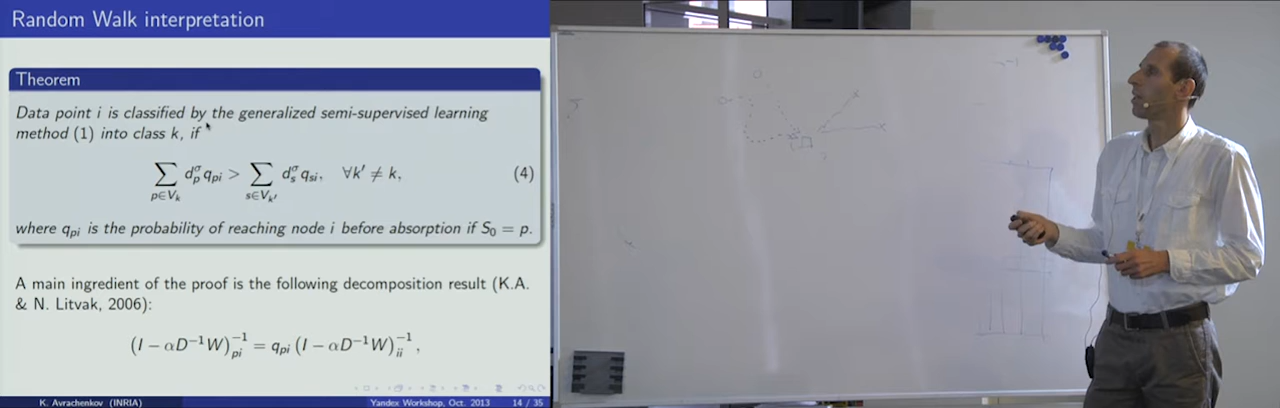 Random Walk interpretation
Theorem
Data point i is classified by the generalized semi-supervised learning
method (1) into class k, if
∑_{p∈V_k} d_p^σ q_{pi} > ∑_{s∈V_{k'}} d_s^σ q_{si}, ∀k' ≠ k, (4)
where q_{pi} is the probability of reaching node i before absorption if S_0 = p.
A main ingredient of the proof is the following decomposition result (K.A.
& N. Litvak, 2006):
(I − αD^{−1}W)^{−1}_{pi} = q_{pi} (I − αD^{−1}W)^{−1}_{ii},
K. Avrachenkov (INRIA) Yandex Workshop, Oct. 2013 14 / 35